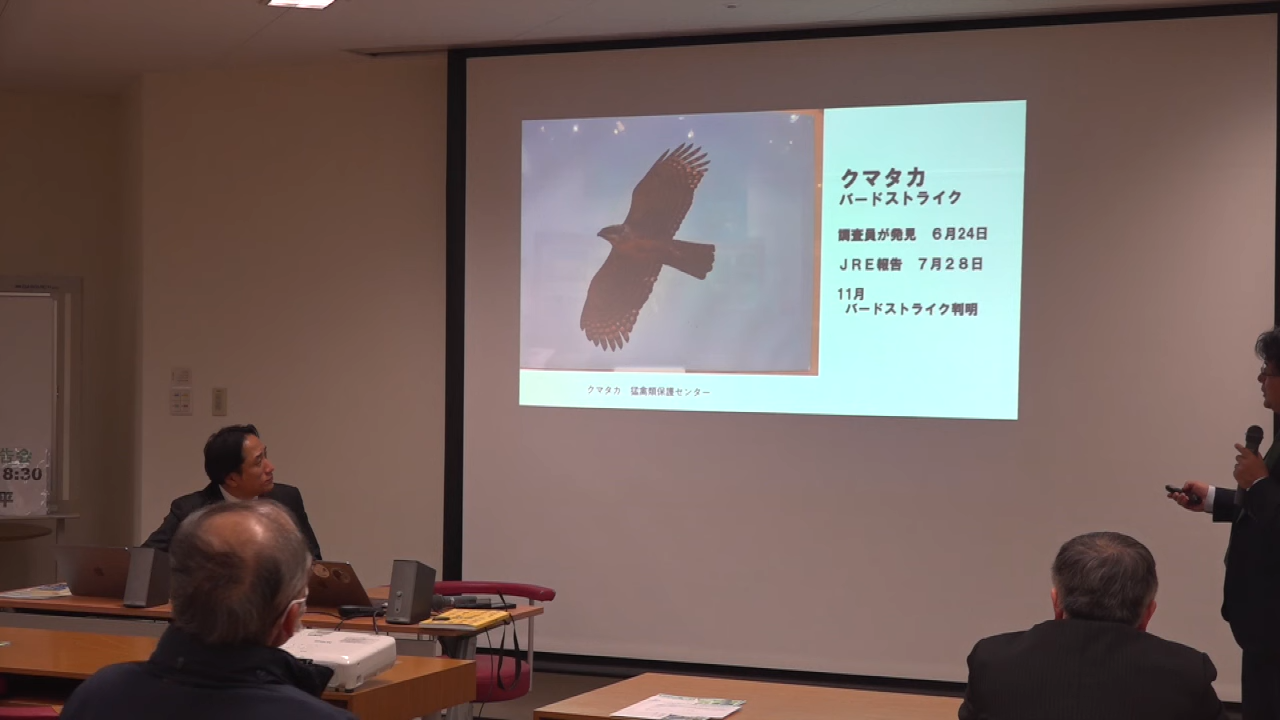 クマタカ
バードストライク
調査員が発見　６月24日
ＪＲＥ報告　７月２８日
11月
バードストライク判明
クマタカ　猛禽類保護センター
告会
8:30
平